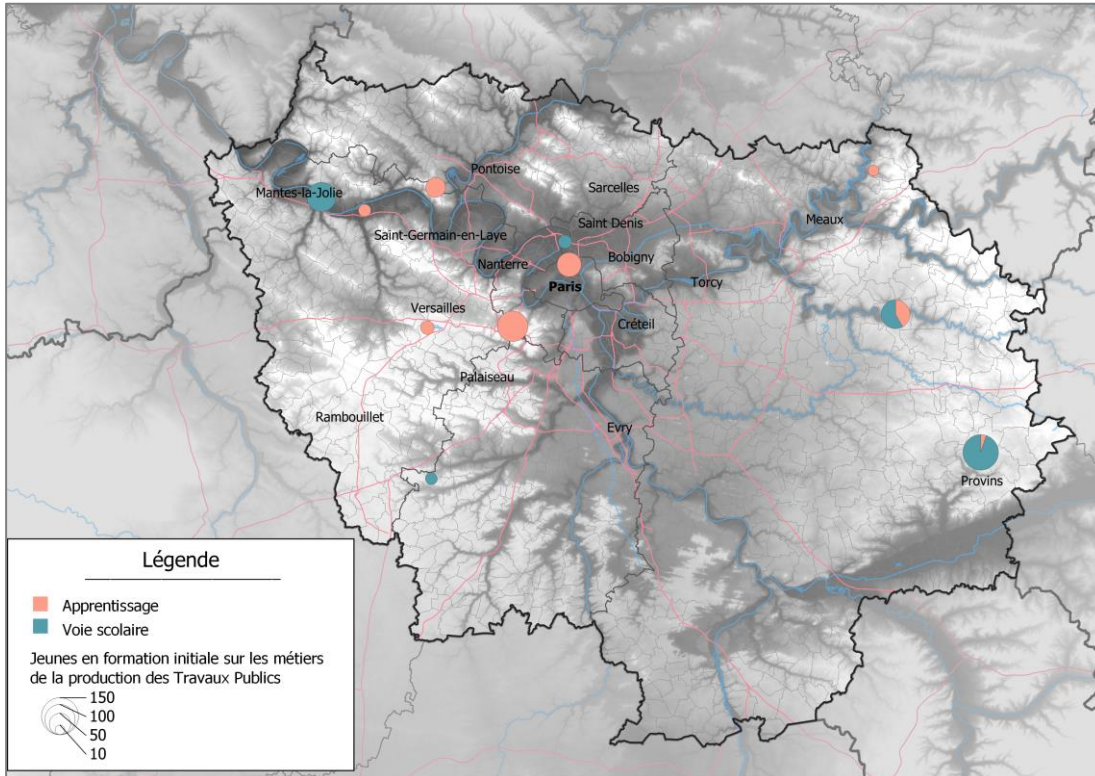 Pontoise
Sarcelles
Mantes-la-Jolie
Meaux
Saint Denis
Saint-Germain-en-Laye
Nanterre
Bobigny
Torcy
Paris
Versailles
Créteil
Palaiseau
Rambouillet
Evry
Provins
Légende
Apprentissage
Voie scolaire
Jeunes en formation initiale sur les métiers
de la production des Travaux Publics
150
100
50
10